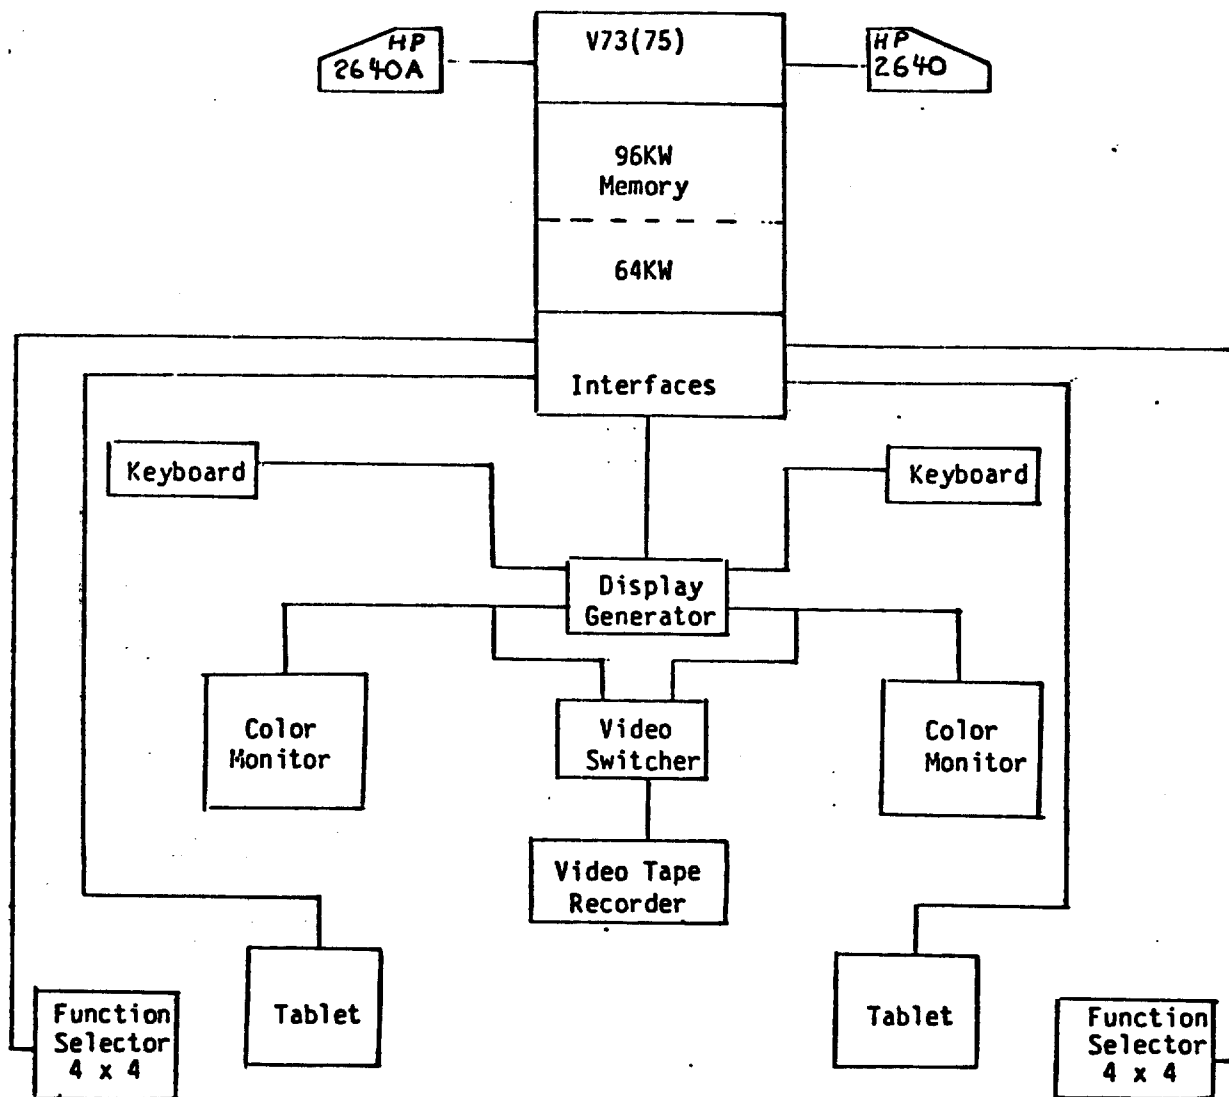 HP
2640A
V73(75)
HP
2640
96KW
Memory
64KW
Interfaces
Keyboard
Keyboard
Display
Generator
Color
Monitor
Video
Switcher
Color
Monitor
Video Tape
Recorder
Tablet
Tablet
Function
Selector
4 x 4
Function
Selector
4 x 4